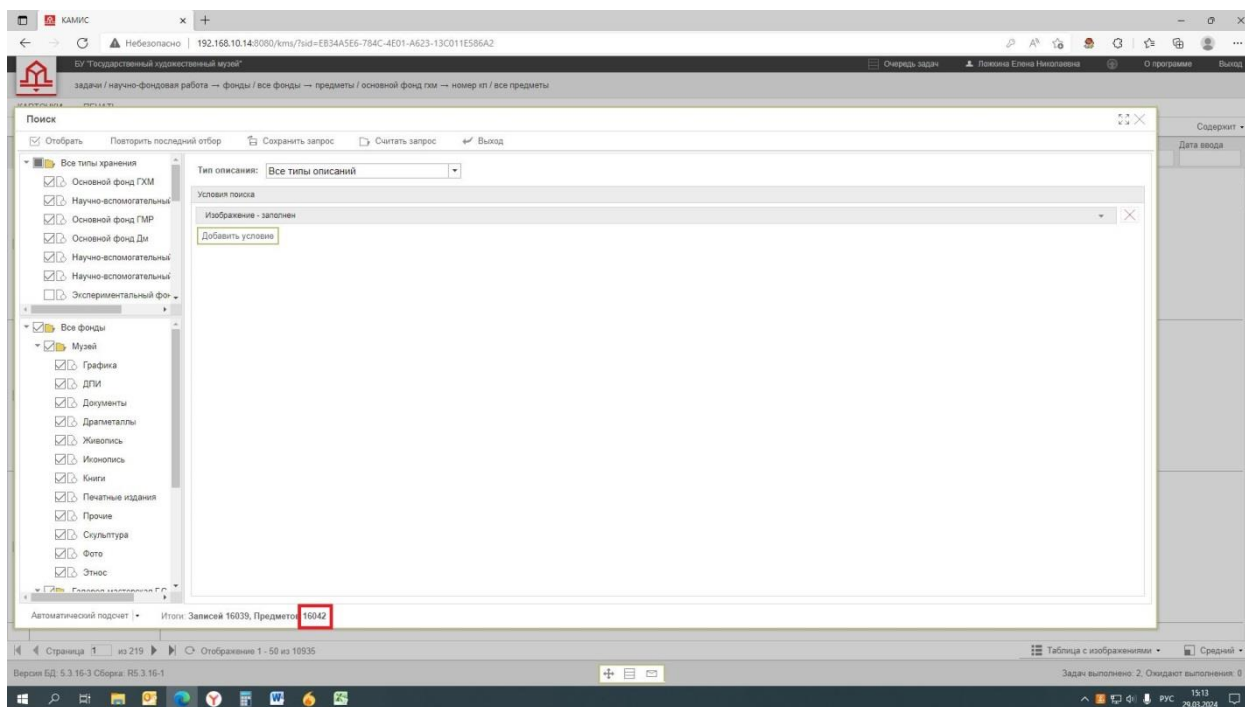 КАМИС
Небезопасно 192.168.10.14:8080/kms/?sid=EB34A5E6-784C-4E01-A623-13C011E586A2
БУ "Государственный художественный музей" Очередь задач Ложкина Елена Николаевна О программе Выход
задачи / научно-фондовая работа → фонды / все фонды → предметы / основной фонд гхм → номер кп / все предметы
Поиск
Содержит
Отобрать Повторить последний отбор Сохранить запрос Считать запрос Выход
Дата ввода
Все типы хранения
Тип описания: Все типы описаний
Основной фонд ГХМ
Условия поиска
Научно-вспомогательный
Изображение - заполнен
Основной фонд ГМР
Добавить условие
Основной фонд Дм
Научно-вспомогательный
Научно-вспомогательный
Экспериментальный фон
Все фонды
Музей
Графика
ДПИ
Документы
Драгметаллы
Живопись
Иконопись
Книги
Печатные издания
Прочие
Скульптура
Фото
Этнос
Автоматический подсчет Итоги: Записей 16039, Предметов 16042
Страница 1 из 219 Отображение 1 - 50 из 10935 Таблица с изображениями Средний
Версия БД: 5.3.16-3 Сборка: R5.3.16-1 Задач выполнено: 2, Ожидают выполнения: 0
РУС 15:13
29.03.2024